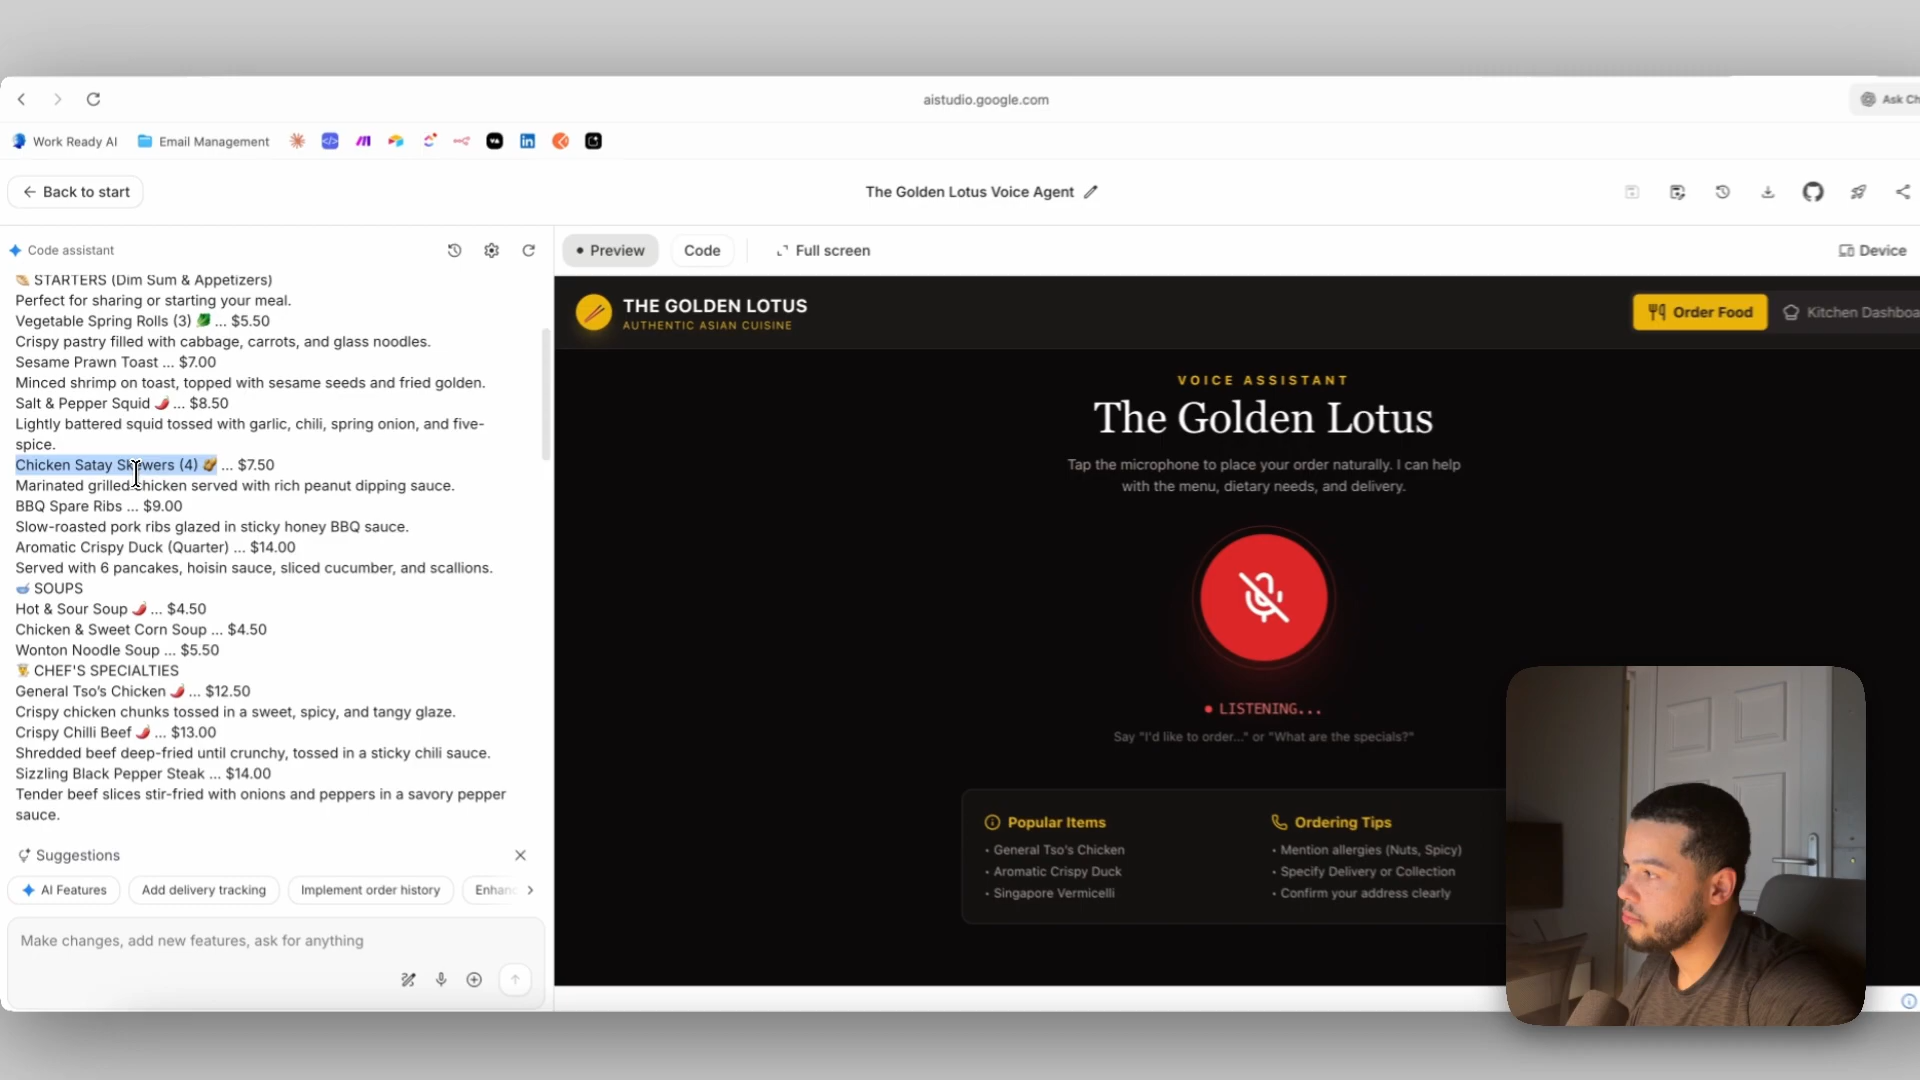 aistudio.google.com
Ask Ch
Work Ready AI
Email Management
Back to start
The Golden Lotus Voice Agent
Code assistant
STARTERS (Dim Sum & Appetizers)
Perfect for sharing or starting your meal.
Vegetable Spring Rolls (3) 🥬 ... $5.50
Crispy pastry filled with cabbage, carrots, and glass noodles.
Sesame Prawn Toast ... $7.00
Minced shrimp on toast, topped with sesame seeds and fried golden.
Salt & Pepper Squid 🌶️ ... $8.50
Lightly battered squid tossed with garlic, chili, spring onion, and five-
spice.
Chicken Satay Skewers (4) 🥜 ... $7.50
Marinated grilled chicken served with rich peanut dipping sauce.
BBQ Spare Ribs ... $9.00
Slow-roasted pork ribs glazed in sticky honey BBQ sauce.
Aromatic Crispy Duck (Quarter) ... $14.00
Served with 6 pancakes, hoisin sauce, sliced cucumber, and scallions.
SOUPS
Hot & Sour Soup 🌶️ ... $4.50
Chicken & Sweet Corn Soup ... $4.50
Wonton Noodle Soup ... $5.50
CHEF'S SPECIALTIES
General Tso's Chicken 🌶️ ... $12.50
Crispy chicken chunks tossed in a sweet, spicy, and tangy glaze.
Crispy Chilli Beef 🌶️ ... $13.00
Shredded beef deep-fried until crunchy, tossed in a sticky chili sauce.
Sizzling Black Pepper Steak ... $14.00
Tender beef slices stir-fried with onions and peppers in a savory pepper
sauce.
Suggestions
AI Features
Add delivery tracking
Implement order history
Enhanc
Make changes, add new features, ask for anything
Preview
Code
Full screen
Device
THE GOLDEN LOTUS
AUTHENTIC ASIAN CUISINE
Order Food
Kitchen Dashboa
VOICE ASSISTANT
The Golden Lotus
Tap the microphone to place your order naturally. I can help
with the menu, dietary needs, and delivery.
LISTENING...
Say "I'd like to order..." or "What are the specials?"
Popular Items
• General Tso's Chicken
• Aromatic Crispy Duck
• Singapore Vermicelli
Ordering Tips
• Mention allergies (Nuts, Spicy)
• Specify Delivery or Collection
• Confirm your address clearly